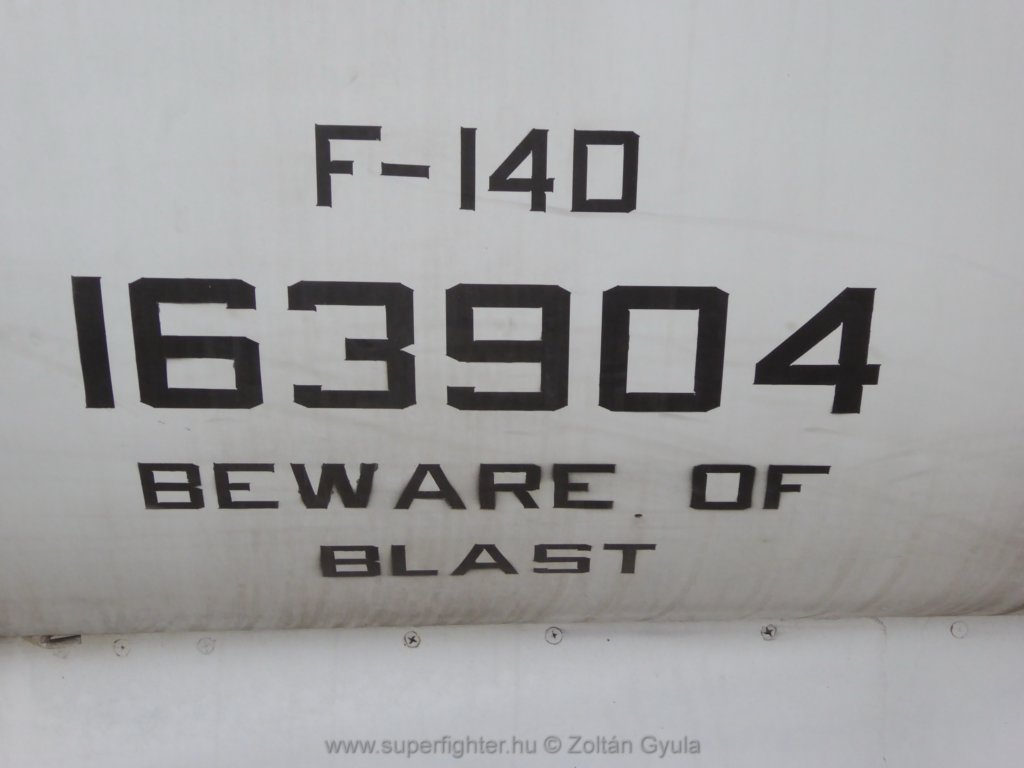 F-14D
163904
BEWARE OF
BLAST
www.superfighter.hu © Zoltán Gyula